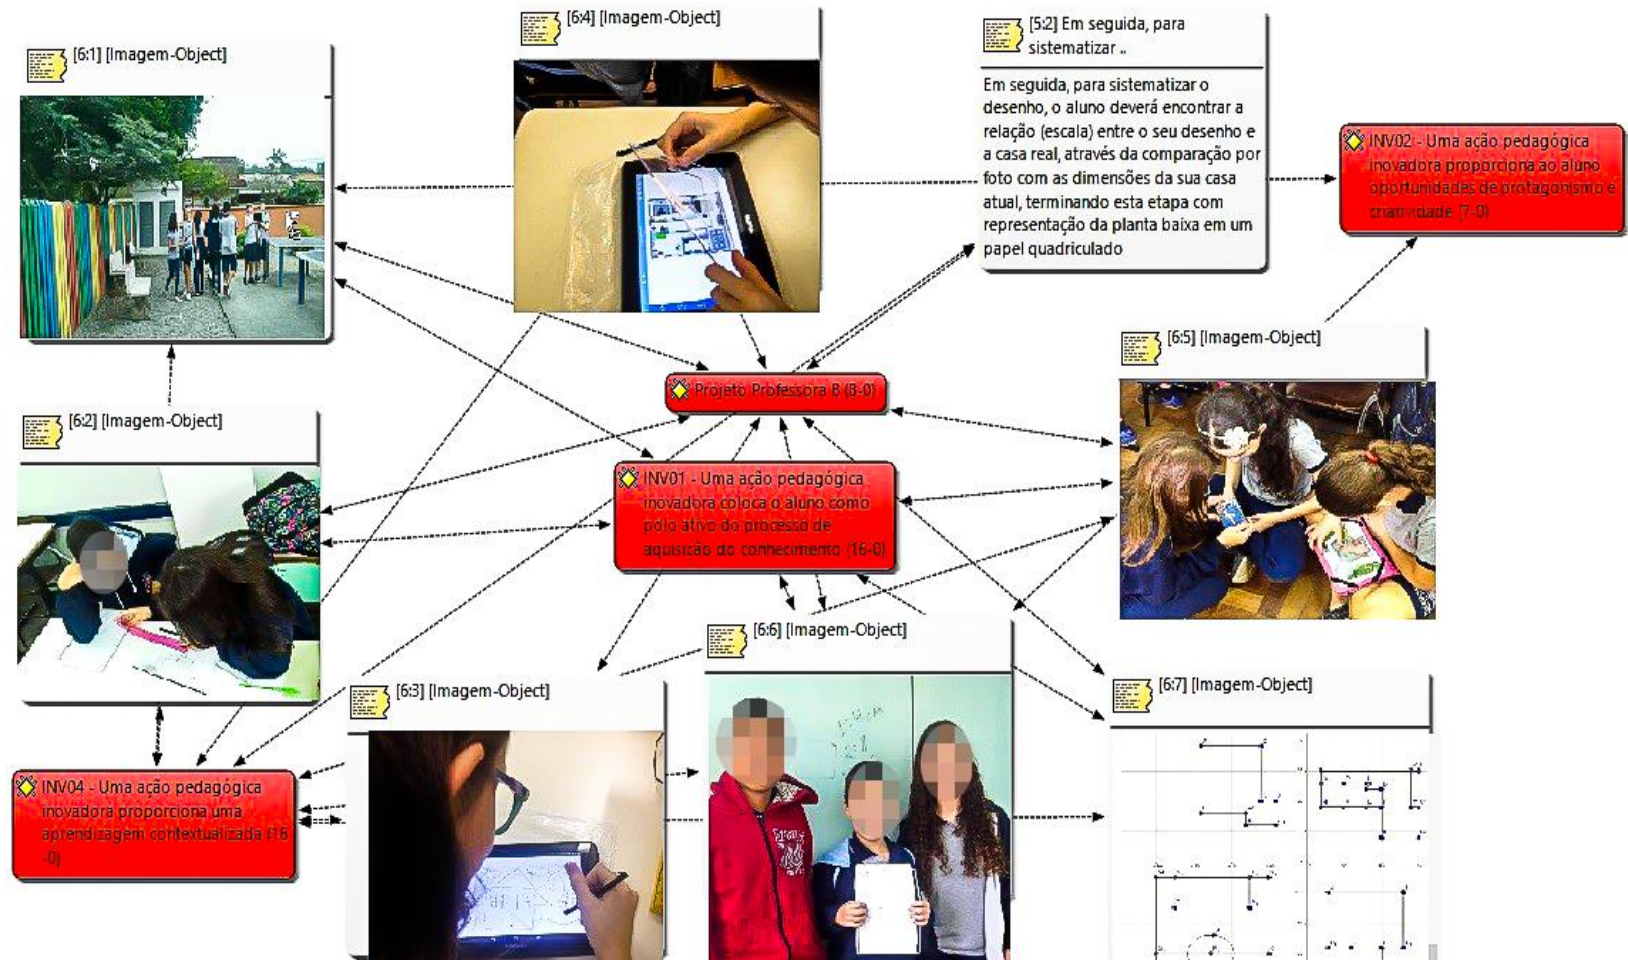 [6:1] [Imagem-Object]
[6:4] [Imagem-Object]
[5:2] Em seguida, para
sistematizar ..
Em seguida, para sistematizar o
desenho, o aluno deverá encontrar a
relação (escala) entre o seu desenho e
a casa real, através da comparação por
foto com as dimensões da sua casa
atual, terminando esta etapa com
representação da planta baixa em um
papel quadriculado
INV02 - Uma ação pedagógica
inovadora proporciona ao aluno
oportunidades de protagonismo e
criatividade (7-0)
[6:5] [Imagem-Object]
Projeto Professora B (8-0)
[6:2] [Imagem-Object]
INV01 - Uma ação pedagógica
inovadora coloca o aluno como
polo ativo do processo de
aquisicão do conhecimento (16-0)
[6:6] [Imagem-Object]
[6:3] [Imagem-Object]
[6:7] [Imagem-Object]
INV04 - Uma ação pedagógica
inovadora proporciona uma
aprendizagem contextualizada (16
-0)